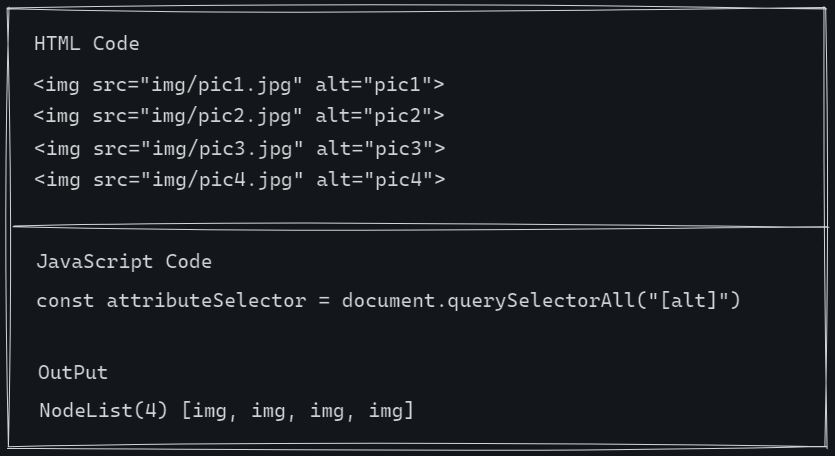 HTML Code
<img src="img/pic1.jpg" alt="pic1">
<img src="img/pic2.jpg" alt="pic2">
<img src="img/pic3.jpg" alt="pic3">
<img src="img/pic4.jpg" alt="pic4">
JavaScript Code
const attributeSelector = document.querySelectorAll("[alt]")
OutPut
NodeList(4) [img, img, img, img]